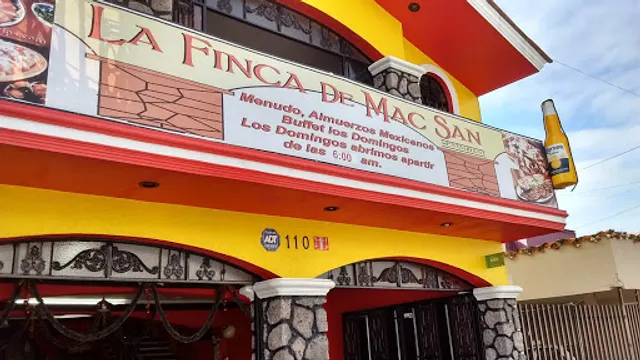 LA FINCA DE MAC SAN
Menudo, Almuerzos Mexicanos
Buffet los Domingos
Los Domingos abrimos apartir
de las 6:00 am.
ADT
110